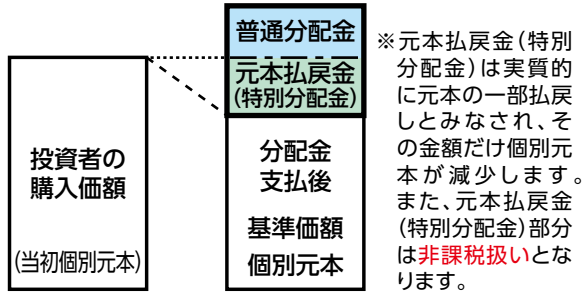 投資者の
購入価額
(当初個別元本)
普通分配金
元本払戻金
(特別分配金)
分配金
支払後
基準価額
個別元本
※元本払戻金(特別
分配金)は実質的
に元本の一部払戻
しとみなされ、そ
の金額だけ個別元
本が減少します。
また、元本払戻金
(特別分配金)部分
は非課税扱いとな
ります。